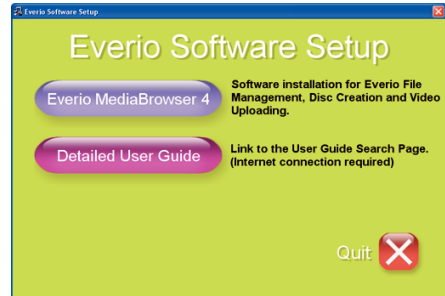 Everio Software Setup
Everio Software Setup
Everio MediaBrowser 4
Software installation for Everio File
Management, Disc Creation and Video
Uploading.
Detailed User Guide
Link to the User Guide Search Page.
(Internet connection required)
Quit